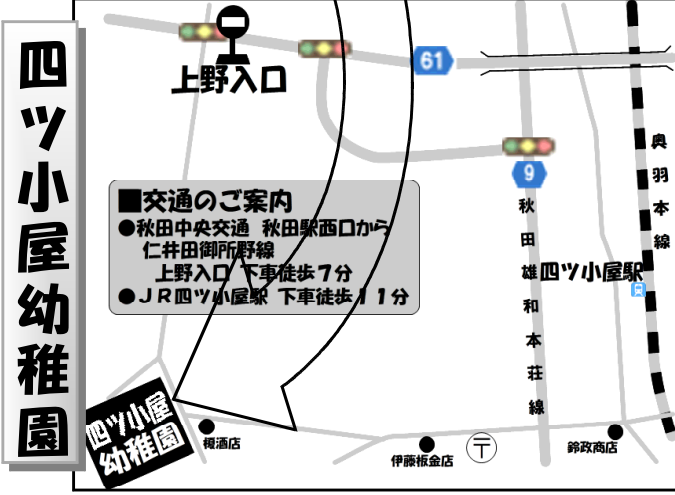 四ツ小屋幼稚園
上野入口
61
9
奥羽本線
秋田雄和本荘線
四ツ小屋駅
■交通のご案内
●秋田中央交通 秋田駅西口から
仁井田御所野線
上野入口 下車徒歩7分
●JR四ツ小屋駅 下車徒歩11分
四ツ小屋
幼稚園
榎酒店
伊藤板金店
〒
鈴政商店